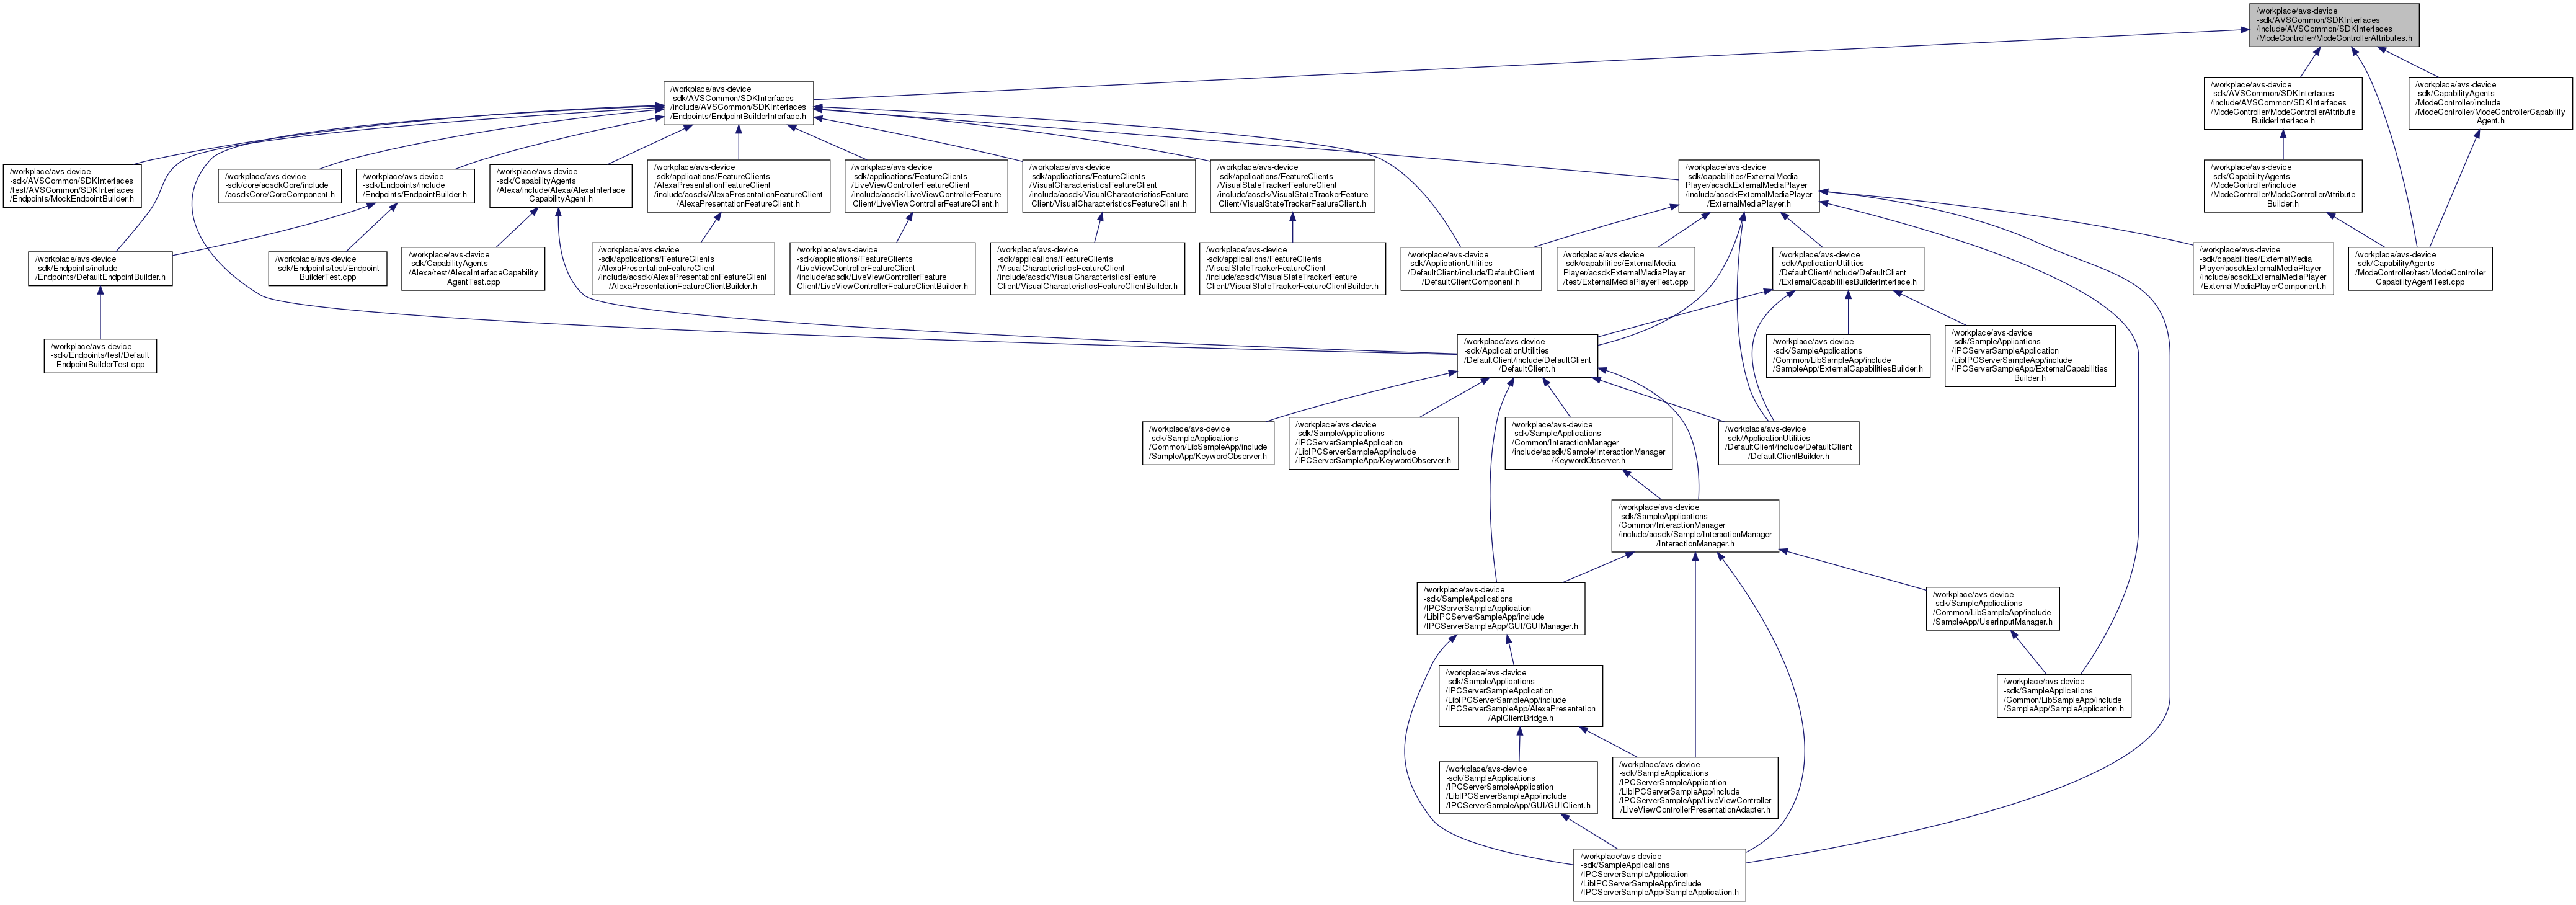 /workplace/avs-device
-sdk/AVSCommon/SDKInterfaces
/include/AVSCommon/SDKInterfaces
/ModeController/ModeControllerAttributes.h
/workplace/avs-device
-sdk/AVSCommon/SDKInterfaces
/include/AVSCommon/SDKInterfaces
/Endpoints/EndpointBuilderInterface.h
/workplace/avs-device
-sdk/AVSCommon/SDKInterfaces
/include/AVSCommon/SDKInterfaces
/ModeController/ModeControllerAttribute
BuilderInterface.h
/workplace/avs-device
-sdk/CapabilityAgents
/ModeController/include
/ModeController/ModeControllerCapability
Agent.h
/workplace/avs-device
-sdk/AVSCommon/SDKInterfaces
/test/AVSCommon/SDKInterfaces
/Endpoints/MockEndpointBuilder.h
/workplace/avs-device
-sdk/core/acsdkCore/include
/acsdkCore/CoreComponent.h
/workplace/avs-device
-sdk/Endpoints/include
/Endpoints/EndpointBuilder.h
/workplace/avs-device
-sdk/CapabilityAgents
/Alexa/include/Alexa/AlexaInterface
CapabilityAgent.h
/workplace/avs-device
-sdk/applications/FeatureClients
/AlexaPresentationFeatureClient
/include/acsdk/AlexaPresentationFeatureClient
/AlexaPresentationFeatureClient.h
/workplace/avs-device
-sdk/applications/FeatureClients
/LiveViewControllerFeatureClient
/include/acsdk/LiveViewControllerFeature
Client/LiveViewControllerFeatureClient.h
/workplace/avs-device
-sdk/applications/FeatureClients
/VisualCharacteristicsFeatureClient
/include/acsdk/VisualCharacteristicsFeature
Client/VisualCharacteristicsFeatureClient.h
/workplace/avs-device
-sdk/applications/FeatureClients
/VisualStateTrackerFeatureClient
/include/acsdk/VisualStateTrackerFeature
Client/VisualStateTrackerFeatureClient.h
/workplace/avs-device
-sdk/capabilities/ExternalMedia
Player/acsdkExternalMediaPlayer
/include/acsdkExternalMediaPlayer
/ExternalMediaPlayer.h
/workplace/avs-device
-sdk/CapabilityAgents
/ModeController/include
/ModeController/ModeControllerAttribute
Builder.h
/workplace/avs-device
-sdk/Endpoints/include
/Endpoints/DefaultEndpointBuilder.h
/workplace/avs-device
-sdk/Endpoints/test/Endpoint
BuilderTest.cpp
/workplace/avs-device
-sdk/CapabilityAgents
/Alexa/test/AlexaInterfaceCapability
AgentTest.cpp
/workplace/avs-device
-sdk/applications/FeatureClients
/AlexaPresentationFeatureClient
/include/acsdk/AlexaPresentationFeatureClient
/AlexaPresentationFeatureClientBuilder.h
/workplace/avs-device
-sdk/applications/FeatureClients
/LiveViewControllerFeatureClient
/include/acsdk/LiveViewControllerFeature
Client/LiveViewControllerFeatureClientBuilder.h
/workplace/avs-device
-sdk/applications/FeatureClients
/VisualCharacteristicsFeatureClient
/include/acsdk/VisualCharacteristicsFeature
Client/VisualCharacteristicsFeatureClientBuilder.h
/workplace/avs-device
-sdk/applications/FeatureClients
/VisualStateTrackerFeatureClient
/include/acsdk/VisualStateTrackerFeature
Client/VisualStateTrackerFeatureClientBuilder.h
/workplace/avs-device
-sdk/ApplicationUtilities
/DefaultClient/include/DefaultClient
/DefaultClientComponent.h
/workplace/avs-device
-sdk/capabilities/ExternalMedia
Player/acsdkExternalMediaPlayer
/test/ExternalMediaPlayerTest.cpp
/workplace/avs-device
-sdk/ApplicationUtilities
/DefaultClient/include/DefaultClient
/ExternalCapabilitiesBuilderInterface.h
/workplace/avs-device
-sdk/capabilities/ExternalMedia
Player/acsdkExternalMediaPlayer
/include/acsdkExternalMediaPlayer
/ExternalMediaPlayerComponent.h
/workplace/avs-device
-sdk/CapabilityAgents
/ModeController/test/ModeController
CapabilityAgentTest.cpp
/workplace/avs-device
-sdk/Endpoints/test/Default
EndpointBuilderTest.cpp
/workplace/avs-device
-sdk/ApplicationUtilities
/DefaultClient/include/DefaultClient
/DefaultClient.h
/workplace/avs-device
-sdk/SampleApplications
/Common/LibSampleApp/include
/SampleApp/ExternalCapabilitiesBuilder.h
/workplace/avs-device
-sdk/SampleApplications
/IPCServerSampleApplication
/LibIPCServerSampleApp/include
/IPCServerSampleApp/ExternalCapabilities
Builder.h
/workplace/avs-device
-sdk/SampleApplications
/Common/LibSampleApp/include
/SampleApp/KeywordObserver.h
/workplace/avs-device
-sdk/SampleApplications
/IPCServerSampleApplication
/LibIPCServerSampleApp/include
/IPCServerSampleApp/KeywordObserver.h
/workplace/avs-device
-sdk/SampleApplications
/Common/InteractionManager
/include/acsdk/Sample/InteractionManager
/KeywordObserver.h
/workplace/avs-device
-sdk/ApplicationUtilities
/DefaultClient/include/DefaultClient
/DefaultClientBuilder.h
/workplace/avs-device
-sdk/SampleApplications
/Common/InteractionManager
/include/acsdk/Sample/InteractionManager
/InteractionManager.h
/workplace/avs-device
-sdk/SampleApplications
/IPCServerSampleApplication
/LibIPCServerSampleApp/include
/IPCServerSampleApp/GUI/GUIManager.h
/workplace/avs-device
-sdk/SampleApplications
/Common/LibSampleApp/include
/SampleApp/UserInputManager.h
/workplace/avs-device
-sdk/SampleApplications
/IPCServerSampleApplication
/LibIPCServerSampleApp/include
/IPCServerSampleApp/AlexaPresentation
/AplClientBridge.h
/workplace/avs-device
-sdk/SampleApplications
/Common/LibSampleApp/include
/SampleApp/SampleApplication.h
/workplace/avs-device
-sdk/SampleApplications
/IPCServerSampleApplication
/LibIPCServerSampleApp/include
/IPCServerSampleApp/GUI/GUIClient.h
/workplace/avs-device
-sdk/SampleApplications
/IPCServerSampleApplication
/LibIPCServerSampleApp/include
/IPCServerSampleApp/LiveViewController
/LiveViewControllerPresentationAdapter.h
/workplace/avs-device
-sdk/SampleApplications
/IPCServerSampleApplication
/LibIPCServerSampleApp/include
/IPCServerSampleApp/SampleApplication.h